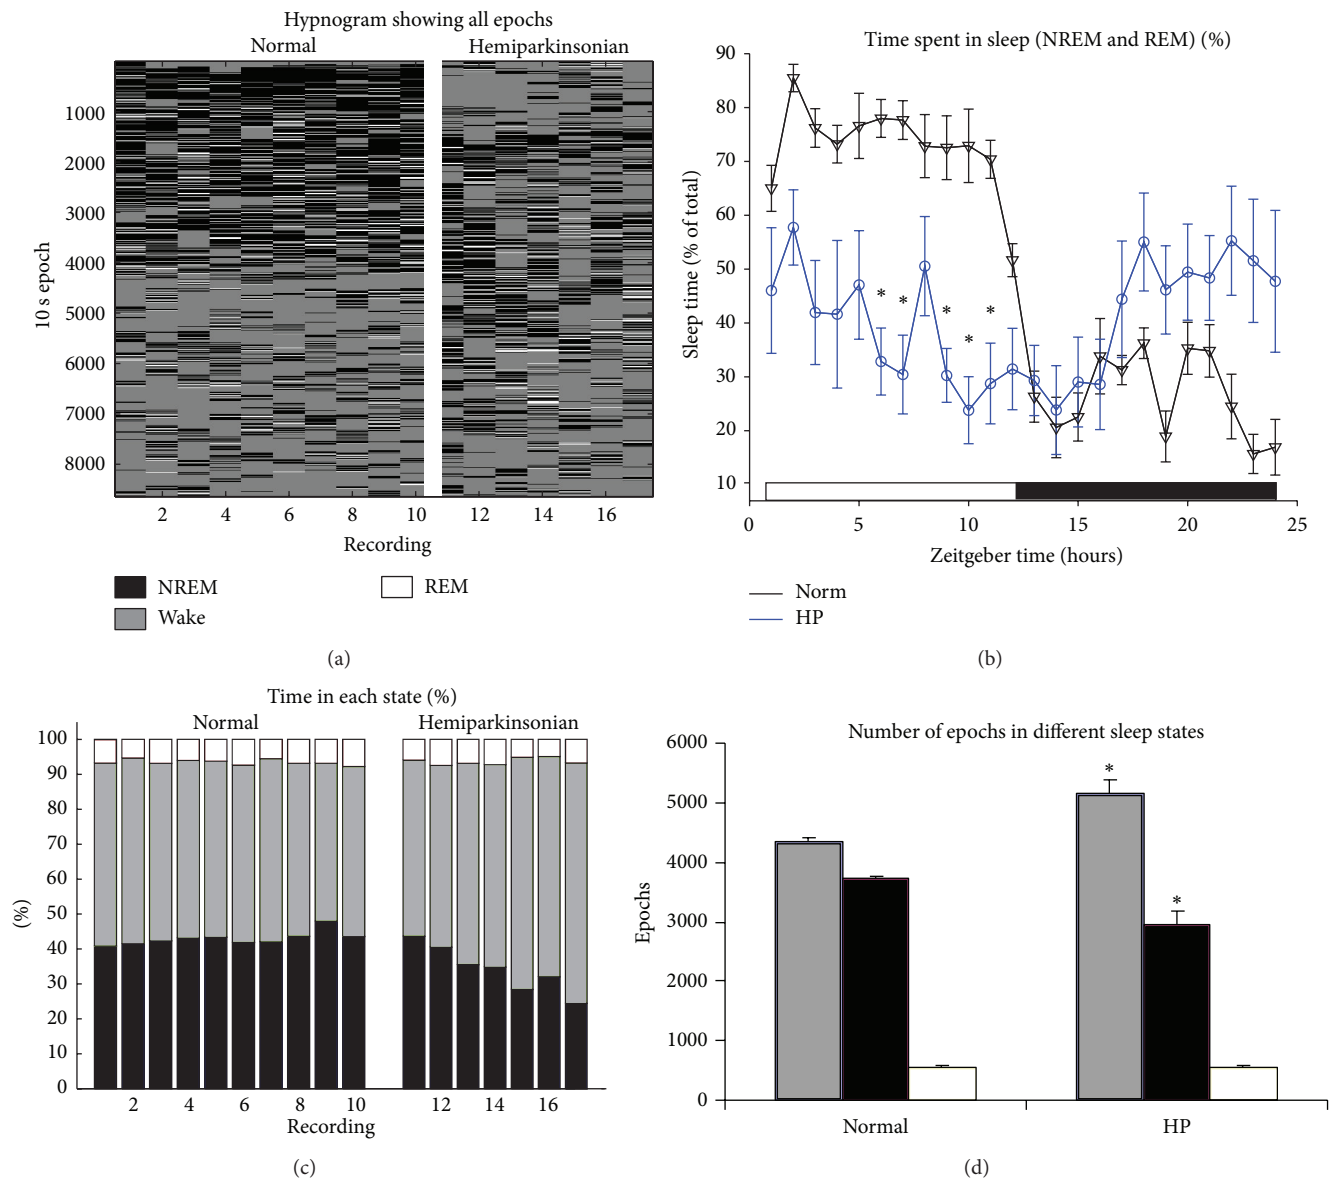 Hypnogram showing all epochs
Normal
Hemiparkinsonian
10 s epoch
1000
2000
3000
4000
5000
6000
7000
8000
2 4 6 8 10 12 14 16
Recording
NREM
REM
Wake
(a)
Time spent in sleep (NREM and REM) (%)
Sleep time (% of total)
90
80
70
60
50
40
30
20
10
* * * * *
0 5 10 15 20 25
Zeitgeber time (hours)
Norm
HP
(b)
Time in each state (%)
Normal
Hemiparkinsonian
(%)
100
90
80
70
60
50
40
30
20
10
0
2 4 6 8 10 12 14 16
Recording
(c)
Number of epochs in different sleep states
Epochs
6000
5000
4000
3000
2000
1000
0
* *
Normal HP
(d)